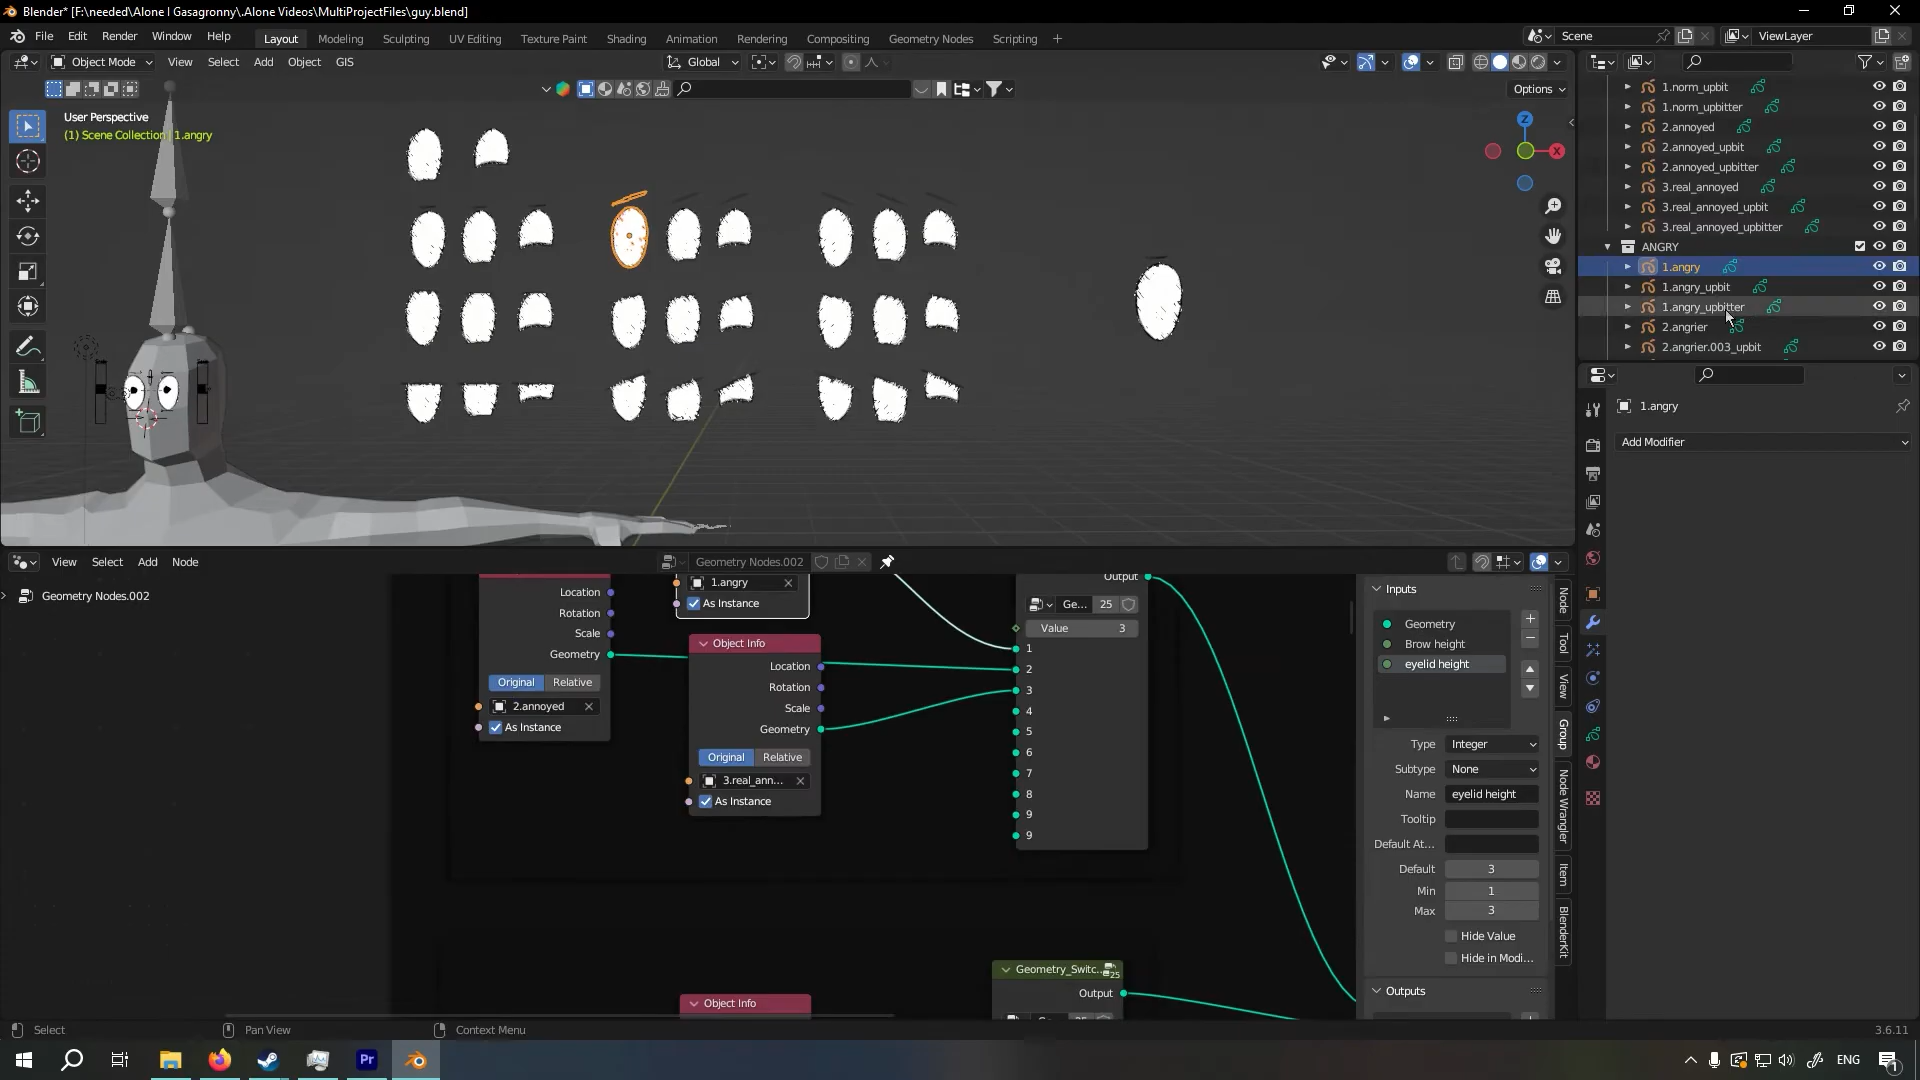 Blender* [F:\needed\Alone | Gasagronny\.Alone Videos\MultiProjectFiles\guy.blend]
File Edit Render Window Help
Layout Modeling Sculpting UV Editing Texture Paint Shading Animation Rendering Compositing Geometry Nodes Scripting +
Scene
ViewLayer
Object Mode View Select Add Object GIS
Global
Options
User Perspective
(1) Scene Collection | 1.angry
Z
X
1.norm_upbit
1.norm_upbitter
2.annoyed
2.annoyed_upbit
2.annoyed_upbitter
3.real_annoyed
3.real_annoyed_upbit
3.real_annoyed_upbitter
ANGRY
1.angry
1.angry_upbit
1.angry_upbitter
2.angrier
2.angrier.003_upbit
1.angry
Add Modifier
View Select Add Node
Geometry Nodes.002
Geometry Nodes.002
Location
Rotation
Scale
Geometry
Original Relative
2.annoyed
As Instance
1.angry
As Instance
Object Info
Location
Rotation
Scale
Geometry
Original Relative
3.real_ann...
As Instance
Output
Ge... 25
Value 3
1
2
3
4
5
6
7
8
9
9
Object Info
Geometry_Switc...
25
Output
Inputs
Geometry
Brow height
eyelid height
Type Integer
Subtype None
Name eyelid height
Tooltip
Default At...
Default 3
Min 1
Max 3
Hide Value
Hide in Modi...
Outputs
Node
Tool
View
Group
Node Wrangler
Item
BlenderKit
Select Pan View Context Menu
3.6.11
Pr
ENG
1